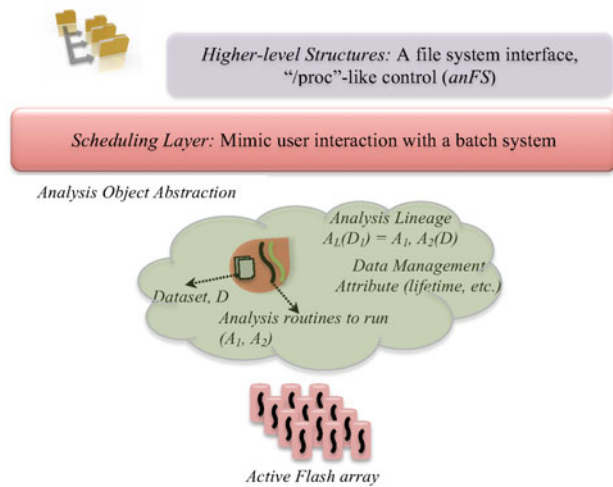 Higher-level Structures: A file system interface,
“/proc”-like control (anFS)
Scheduling Layer: Mimic user interaction with a batch system
Analysis Object Abstraction
Analysis Lineage
A_L(D_1) = A_1, A_2(D)
Data Management
Attribute (lifetime, etc.)
Dataset, D
Analysis routines to run
(A_1, A_2)
Active Flash array